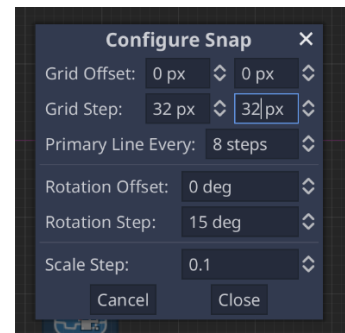 Configure Snap
Grid Offset: 0 px 0 px
Grid Step: 32 px 32 px
Primary Line Every: 8 steps
Rotation Offset: 0 deg
Rotation Step: 15 deg
Scale Step: 0.1
Cancel Close